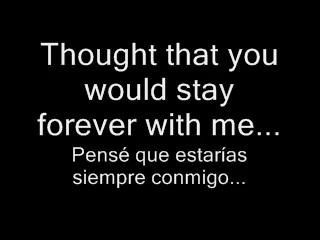 Thought that you
would stay
forever with me...
Pensé que estarías
siempre conmigo...